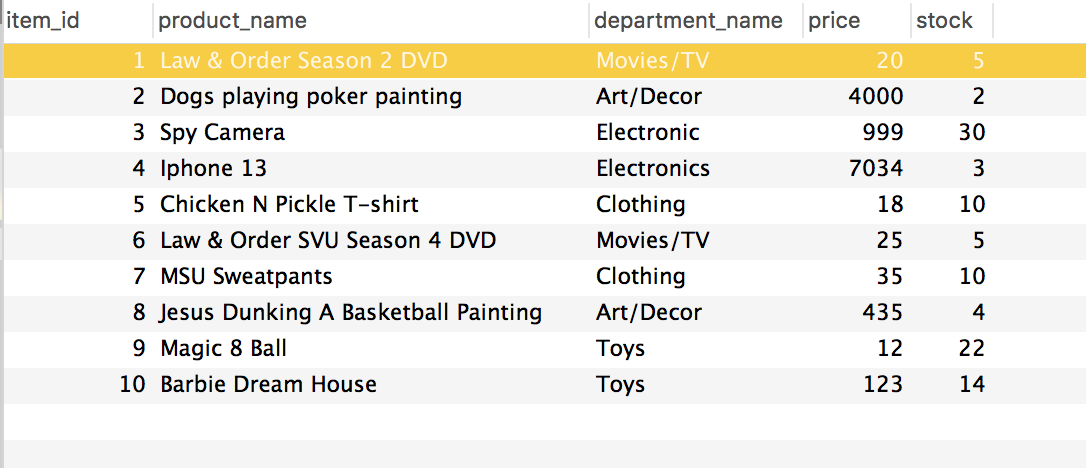 item_id product_name department_name price stock
1 Law & Order Season 2 DVD Movies/TV 20 5
2 Dogs playing poker painting Art/Decor 4000 2
3 Spy Camera Electronic 999 30
4 Iphone 13 Electronics 7034 3
5 Chicken N Pickle T-shirt Clothing 18 10
6 Law & Order SVU Season 4 DVD Movies/TV 25 5
7 MSU Sweatpants Clothing 35 10
8 Jesus Dunking A Basketball Painting Art/Decor 435 4
9 Magic 8 Ball Toys 12 22
10 Barbie Dream House Toys 123 14